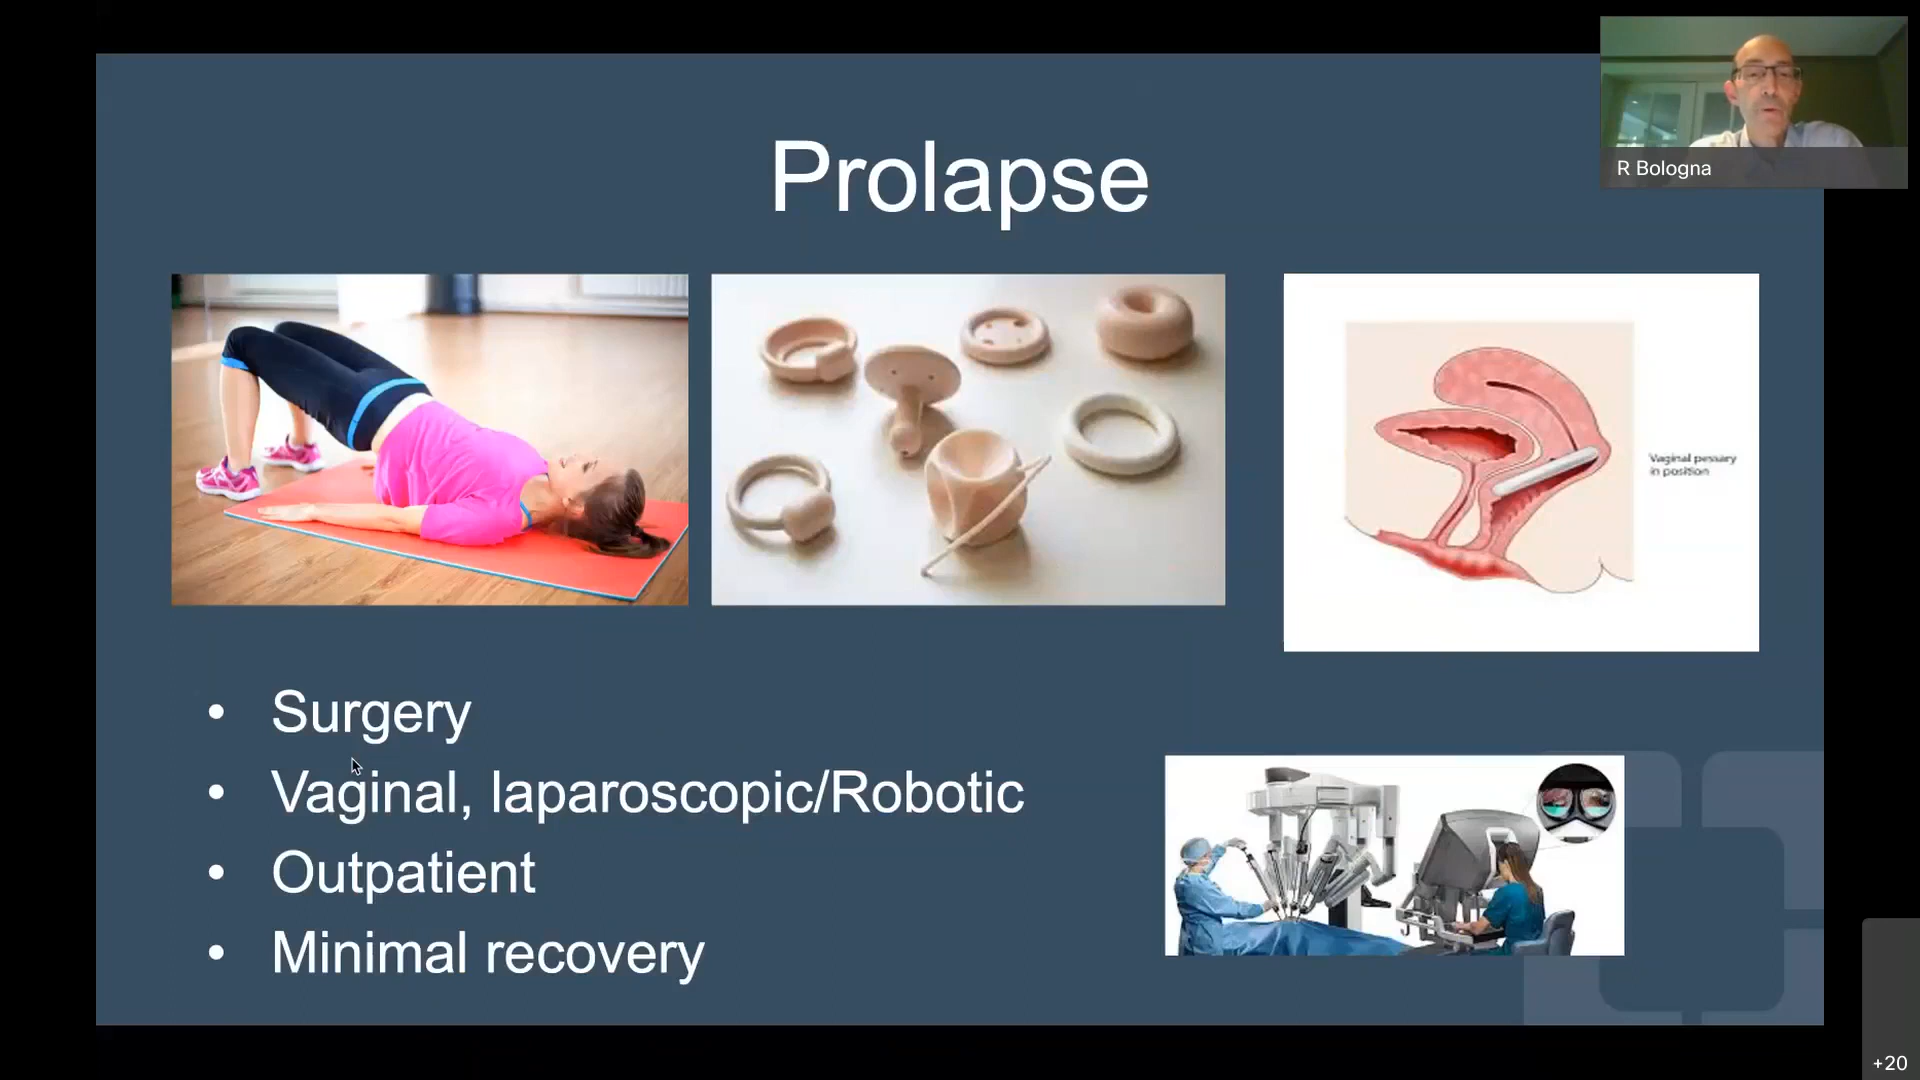 R Bologna
Prolapse
Vaginal pessary
in position
• Surgery
• Vaginal, laparoscopic/Robotic
• Outpatient
• Minimal recovery
+20